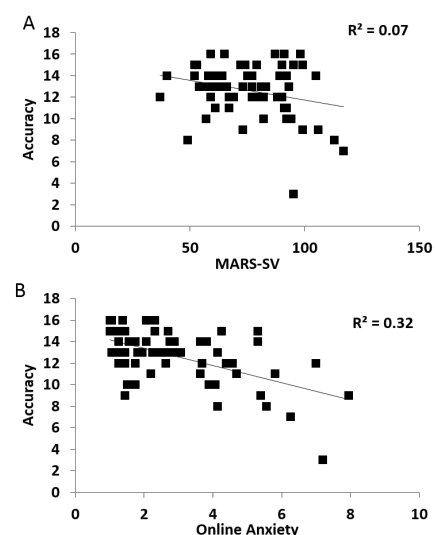 A
R² = 0.07
Accuracy
18
16
14
12
10
8
6
4
2
0
0 50 100 150
MARS-SV
B
R² = 0.32
Accuracy
18
16
14
12
10
8
6
4
2
0
0 2 4 6 8 10
Online Anxiety